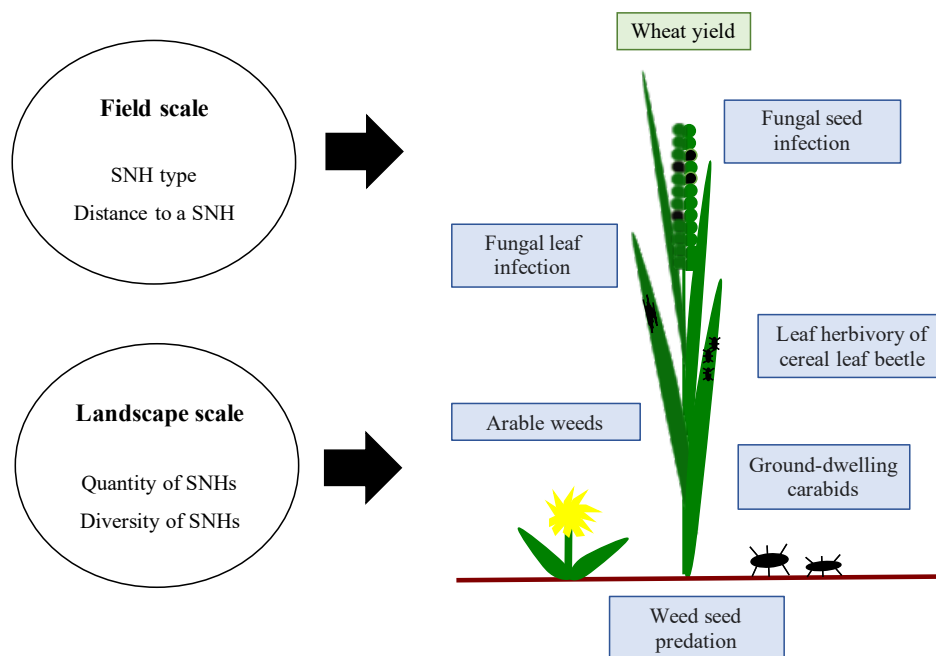 Field scale
SNH type
Distance to a SNH
Landscape scale
Quantity of SNHs
Diversity of SNHs
Wheat yield
Fungal seed
infection
Fungal leaf
infection
Leaf herbivory of
cereal leaf beetle
Arable weeds
Ground-dwelling
carabids
Weed seed
predation